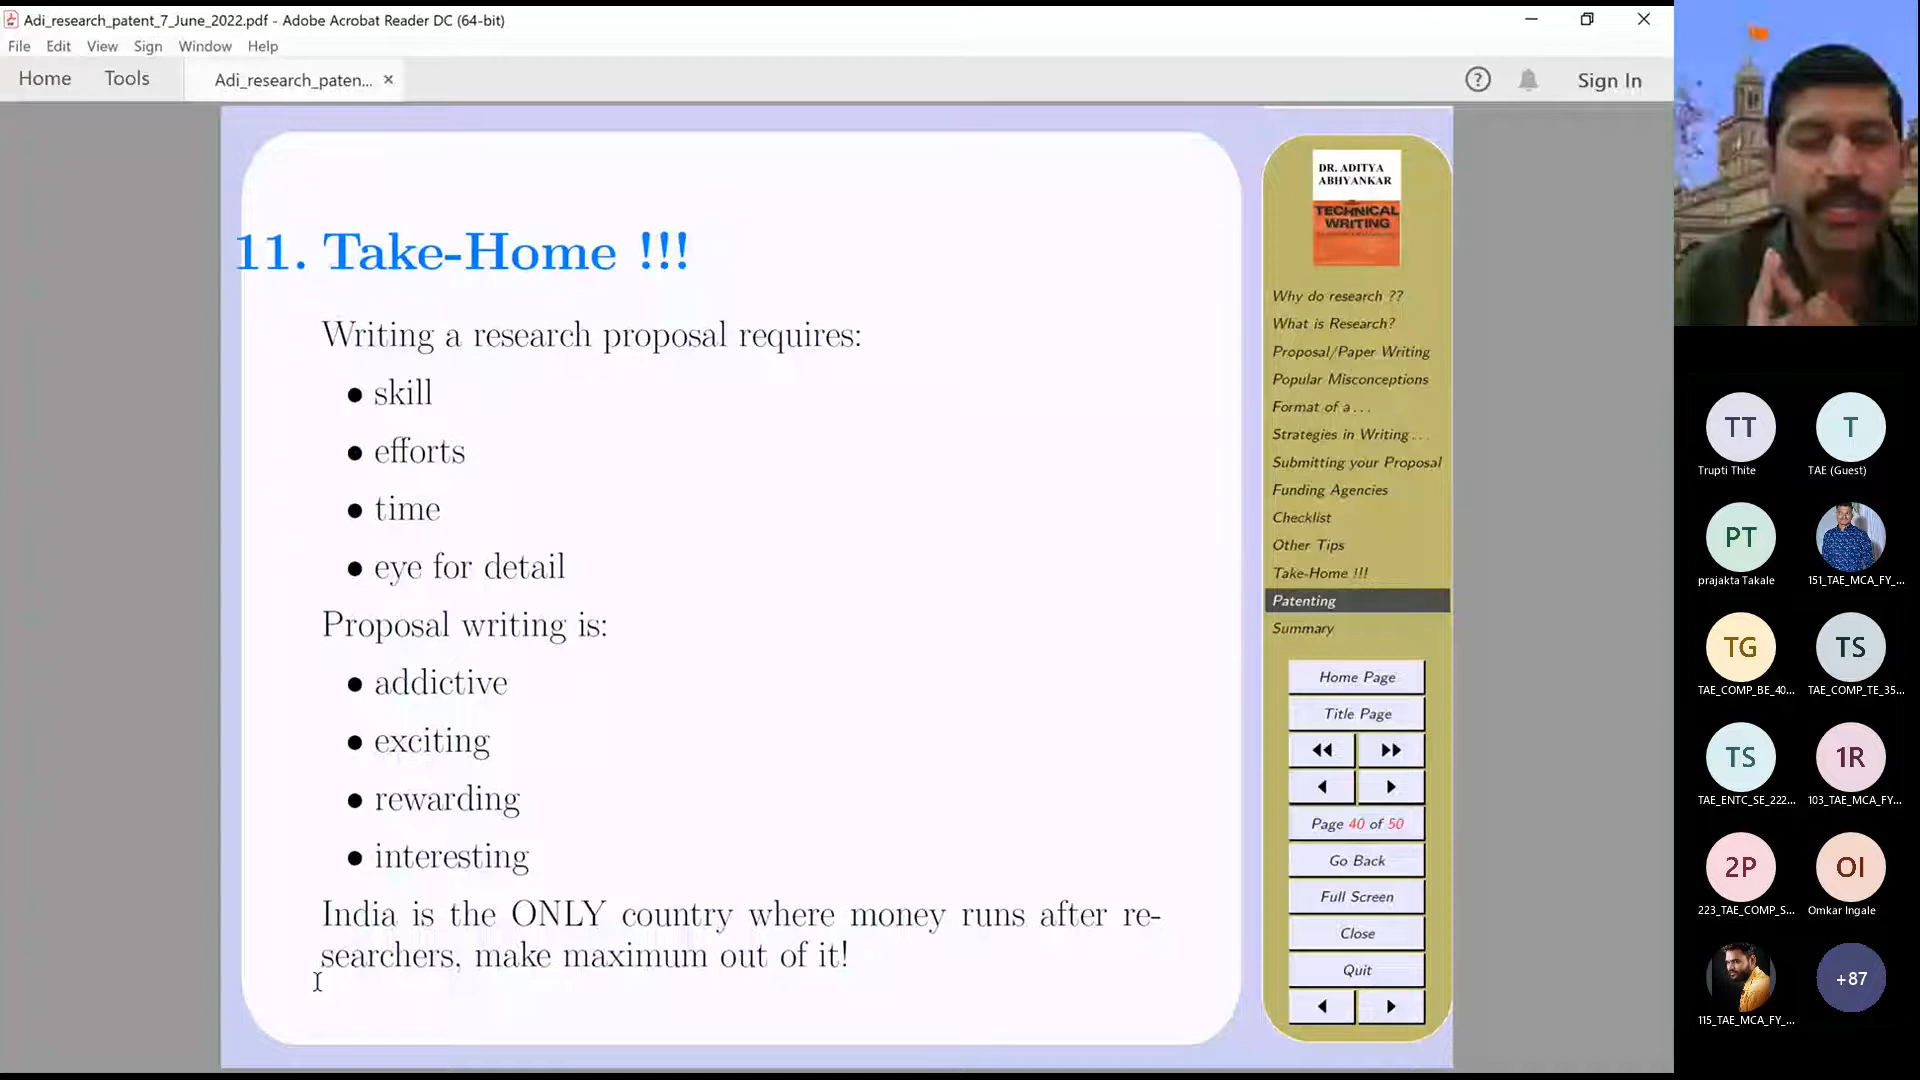 Adi_research_patent_7_June_2022.pdf - Adobe Acrobat Reader DC (64-bit)
File Edit View Sign Window Help
Home Tools Adi_research_paten... × Sign In
11. Take-Home !!!
Writing a research proposal requires:
• skill
• efforts
• time
• eye for detail
Proposal writing is:
• addictive
• exciting
• rewarding
• interesting
India is the ONLY country where money runs after re-
searchers, make maximum out of it!
DR. ADITYA
ABHYANKAR
TECHNICAL
WRITING
Why do research ??
What is Research?
Proposal/Paper Writing
Popular Misconceptions
Format of a . . .
Strategies in Writing . . .
Submitting your Proposal
Funding Agencies
Checklist
Other Tips
Take-Home !!!
Patenting
Summary
Home Page
Title Page
Page 40 of 50
Go Back
Full Screen
Close
Quit
TT T
Trupti Thite TAE (Guest)
PT
prajakta Takale 151_TAE_MCA_FY_...
TG TS
TAE_COMP_BE_40... TAE_COMP_TE_35...
TS 1R
TAE_ENTC_SE_222... 103_TAE_MCA_FY...
2P OI
223_TAE_COMP_S... Omkar Ingale
+87
115_TAE_MCA_FY_...